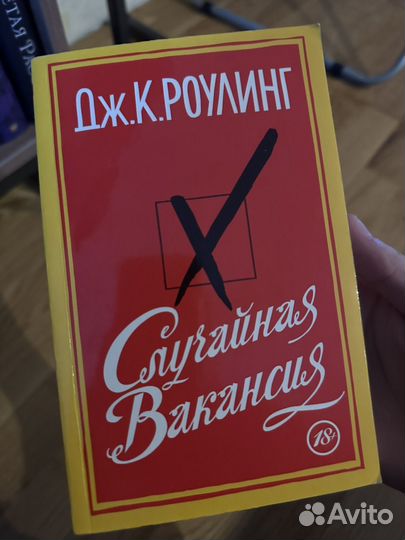 Дж.К.Роулинг
Случайная
Вакансия
18+
Avito